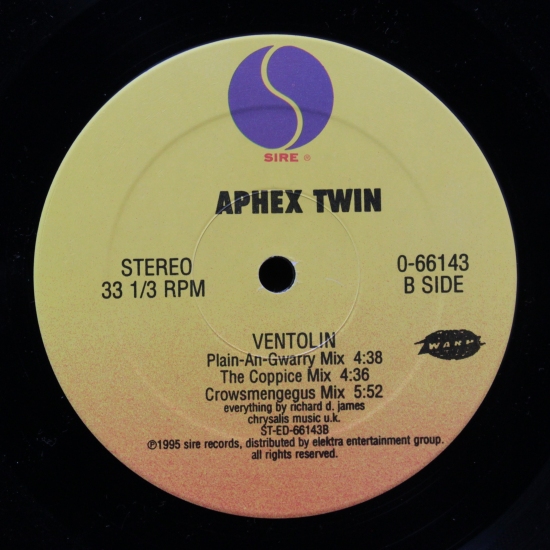 SIRE ®
APHEX TWIN
STEREO
33 1/3 RPM
0-66143
B SIDE
WARP
VENTOLIN
Plain-An-Gwarry Mix 4:38
The Coppice Mix 4:36
Crowsmengegus Mix 5:52
everything by richard d. james
chrysalis music u.k.
ST-ED-66143B
℗1995 sire records, distributed by elektra entertainment group.
all rights reserved.